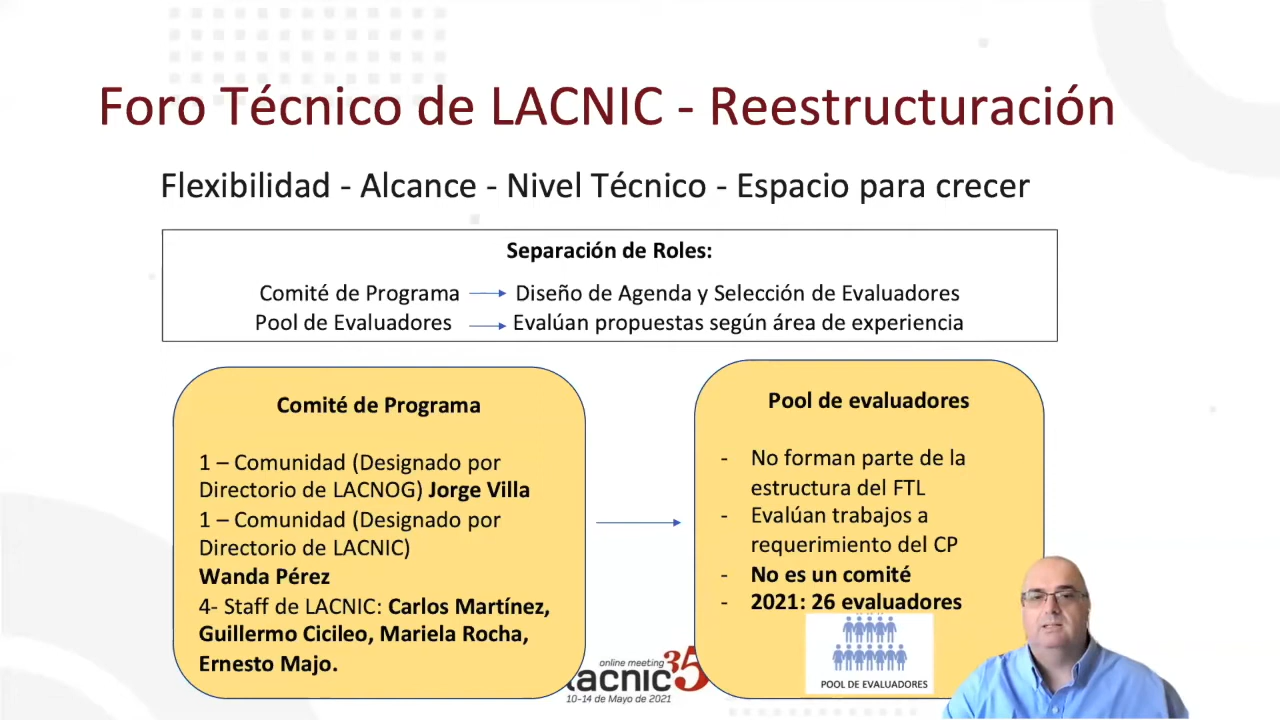 Foro Técnico de LACNIC - Reestructuración
Flexibilidad - Alcance - Nivel Técnico - Espacio para crecer
Separación de Roles:
Comité de Programa Diseño de Agenda y Selección de Evaluadores
Pool de Evaluadores Evalúan propuestas según área de experiencia
Comité de Programa
1 – Comunidad (Designado por
Directorio de LACNOG) Jorge Villa
1 – Comunidad (Designado por
Directorio de LACNIC)
Wanda Pérez
4- Staff de LACNIC: Carlos Martínez,
Guillermo Cicileo, Mariela Rocha,
Ernesto Majo.
Pool de evaluadores
- No forman parte de la
estructura del FTL
- Evalúan trabajos a
requerimiento del CP
- No es un comité
- 2021: 26 evaluadores
POOL DE EVALUADORES
online meeting
lacnic 35
10-14 de Mayo de 2021